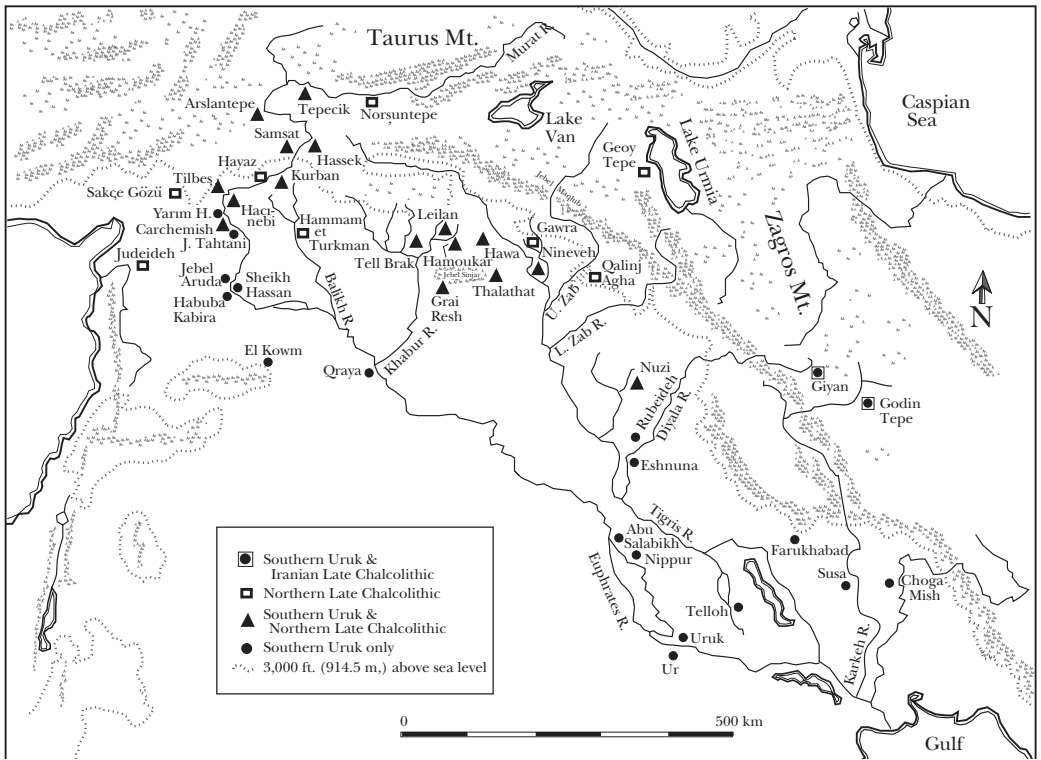 Taurus Mt.
Murat R.
Caspian
Sea
Arslantepe
Tepecik
Norşuntepe
Lake
Van
Lake Urmia
Samsat
Hassek
Geoy
Tepe
Hayaz
Kurban
Tilbeş
Sakçe Gözü
Hacı-
nebi
Yarım H.
Carchemish
J. Tahtani
Hammam
et
Turkman
Leilan
Gawra
Nineveh
Zagros Mt.
Judeideh
Tell Brak
Hamoukar
Hawa
Jebel Sinjar
Thalathat
Qalinj
Agha
Jebel
Aruda
Sheikh
Hassan
Habuba
Kabira
Balikh R.
Grai
Resh
U. Zab
N
L. Zab R.
El Kowm
Qraya
Khabur R.
Nuzi
Giyan
Rubeideh
Diyala R.
Godin
Tepe
Eshnuna
Tigris R.
Abu
Salabikh
Nippur
Farukhabad
Susa
Choga
Mish
Euphrates R.
Telloh
Uruk
Ur
Karkeh R.
Southern Uruk &
Iranian Late Chalcolithic
Northern Late Chalcolithic
Southern Uruk &
Northern Late Chalcolithic
Southern Uruk only
3,000 ft. (914.5 m,) above sea level
0
500 km
Gulf